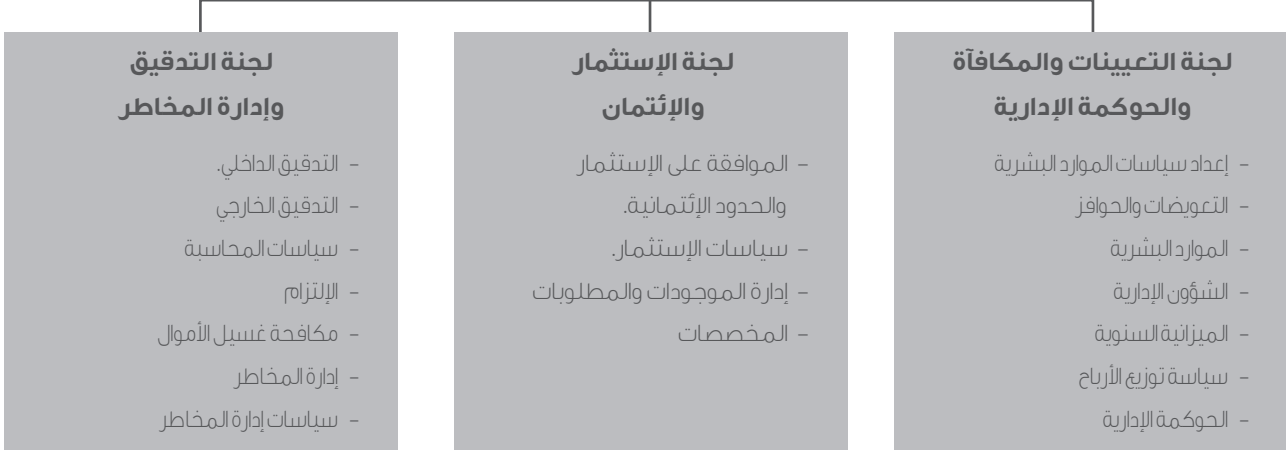 لجنة التعيينات والمكافآة
والحوكمة الإدارية
- إعداد سياسات الموارد البشرية
- التعويضات والحوافز
- الموارد البشرية
- الشؤون الإدارية
- الميزانية السنوية
- سياسة توزيع الأرباح
- الحوكمة الإدارية
لجنة الإستثمار
والإئتمان
- الموافقة على الإستثمار
والحدود الإئتمانية.
- سياسات الإستثمار.
- إدارة الموجودات والمطلوبات
- المخصصات
لجنة التدقيق
وإدارة المخاطر
- التدقيق الداخلي.
- التدقيق الخارجي
- سياسات المحاسبة
- الإلتزام
- مكافحة غسيل الأموال
- إدارة المخاطر
- سياسات إدارة المخاطر